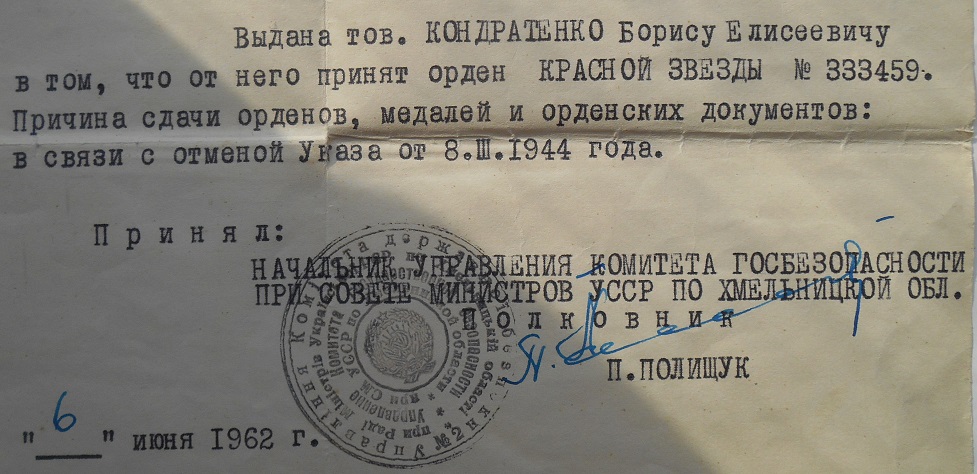 Выдана тов. КОНДРАТЕНКО Борису Елисеевичу
в том, что от него принят орден КРАСНОЙ ЗВЕЗДЫ № 333459.
Причина сдачи орденов, медалей и орденских документов:
в связи с отменой Указа от 8.Ш.1944 года.
Принял:
НАЧАЛЬНИК УПРАВЛЕНИЯ КОМИТЕТА ГОСБЕЗОПАСНОСТИ
ПРИ СОВЕТЕ МИНИСТРОВ УССР ПО ХМЕЛЬНИЦКОЙ ОБЛ.
Полковник
П.ПОЛИЩУК
"6" июня 1962 г.